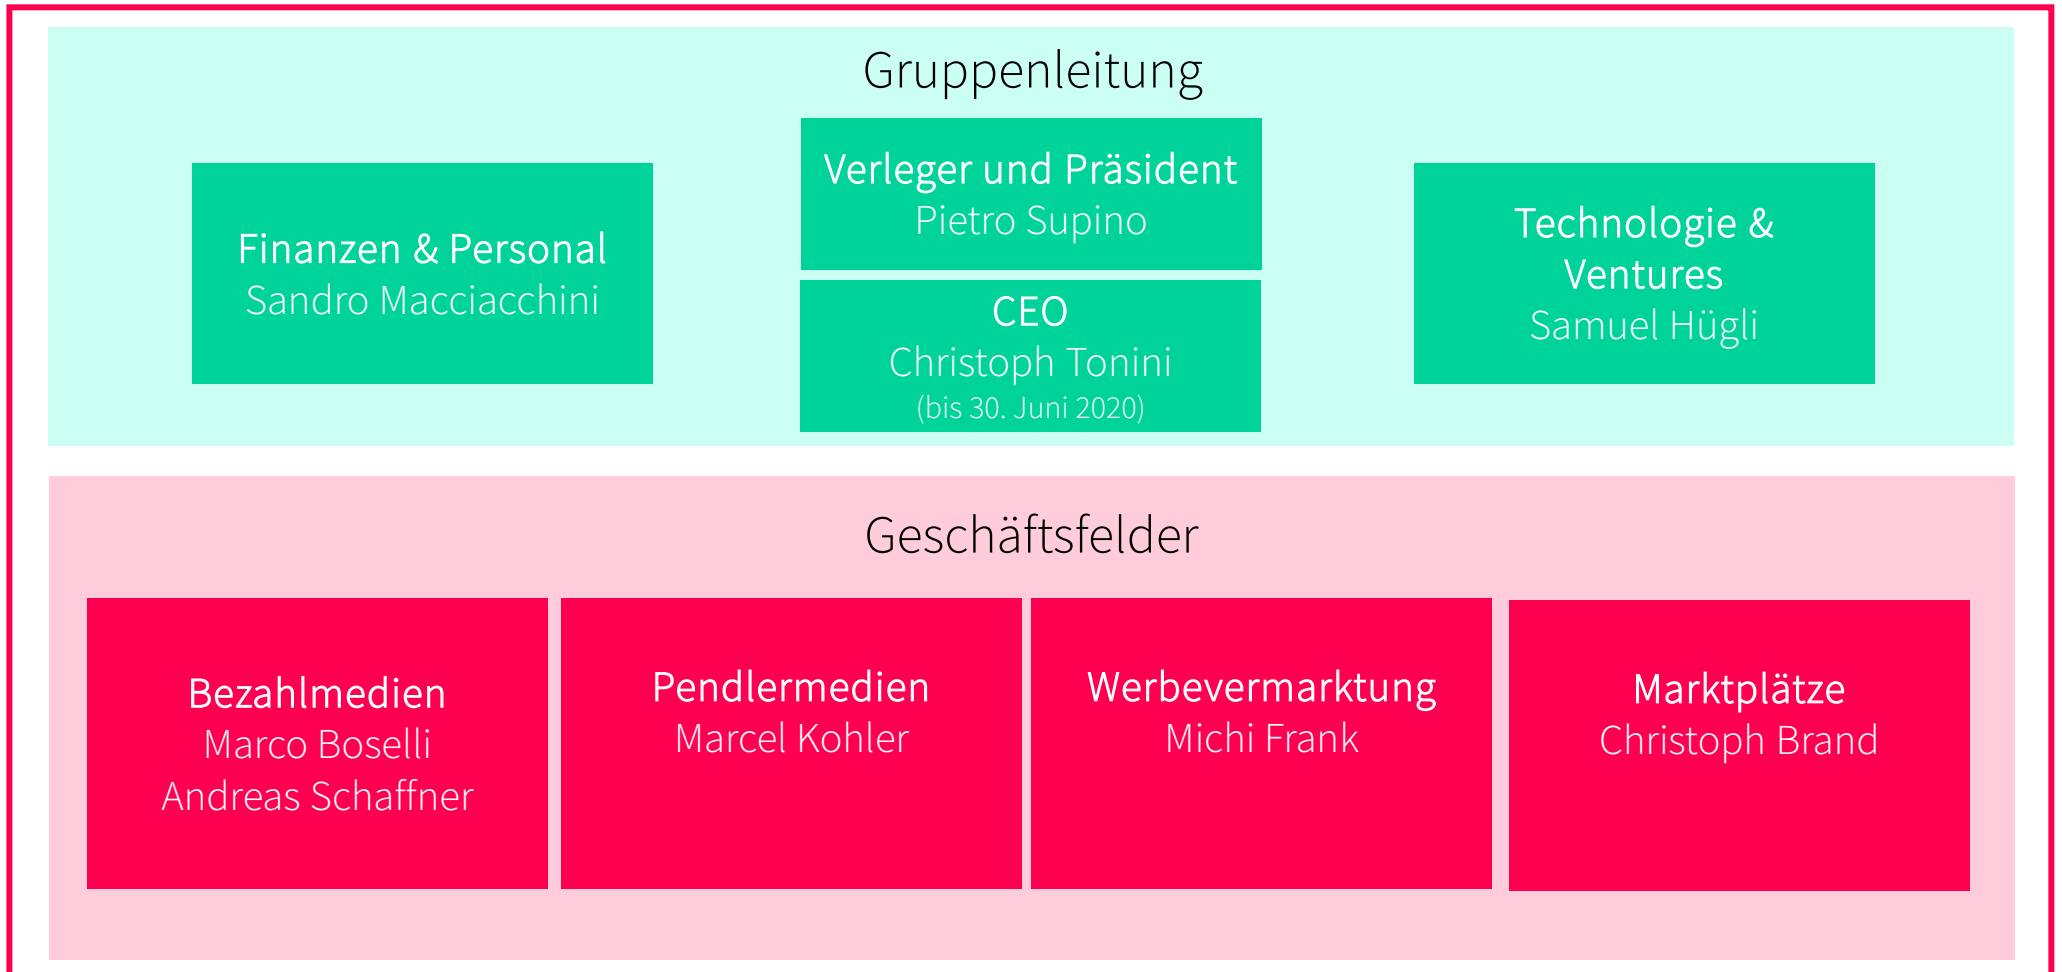 Gruppenleitung
Finanzen & Personal
Sandro Macciacchini
Verleger und Präsident
Pietro Supino
CEO
Christoph Tonini
(bis 30. Juni 2020)
Technologie &
Ventures
Samuel Hügli
Geschäftsfelder
Bezahlmedien
Marco Boselli
Andreas Schaffner
Pendlermedien
Marcel Kohler
Werbevermarktung
Michi Frank
Marktplätze
Christoph Brand